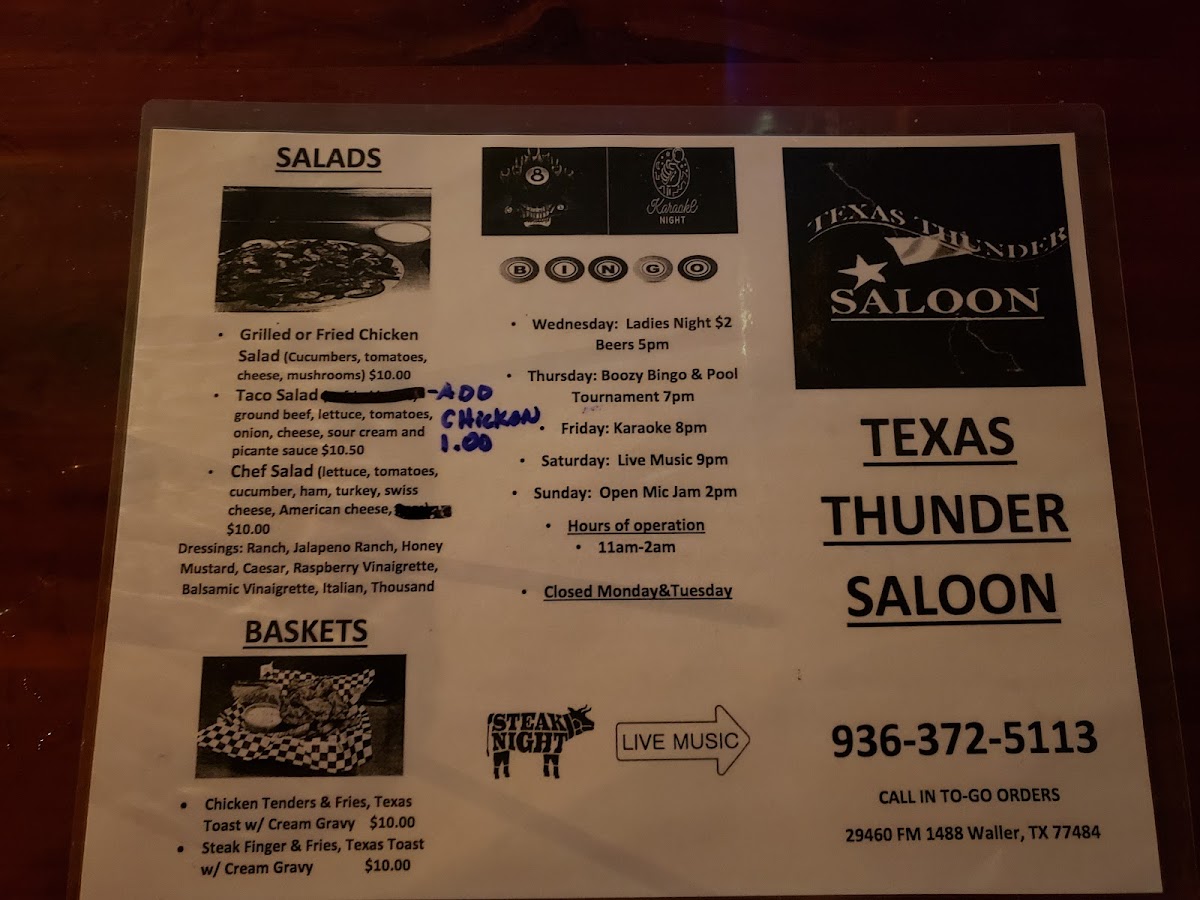 SALADS
• Grilled or Fried Chicken
Salad (Cucumbers, tomatoes,
cheese, mushrooms) $10.00
• Taco Salad
ground beef, lettuce, tomatoes,
onion, cheese, sour cream and
picante sauce $10.50
-ADD
CHICKEN
1.00
• Chef Salad (lettuce, tomatoes,
cucumber, ham, turkey, swiss
cheese, American cheese,
$10.00
Dressings: Ranch, Jalapeno Ranch, Honey
Mustard, Caesar, Raspberry Vinaigrette,
Balsamic Vinaigrette, Italian, Thousand
BASKETS
• Chicken Tenders & Fries, Texas
Toast w/ Cream Gravy $10.00
• Steak Finger & Fries, Texas Toast
w/ Cream Gravy $10.00
8
Karaoke
NIGHT
BINGO
• Wednesday: Ladies Night $2
Beers 5pm
• Thursday: Boozy Bingo & Pool
Tournament 7pm
• Friday: Karaoke 8pm
• Saturday: Live Music 9pm
• Sunday: Open Mic Jam 2pm
• Hours of operation
• 11am-2am
• Closed Monday&Tuesday
STEAK
NIGHT
LIVE MUSIC
TEXAS THUNDER
SALOON
TEXAS
THUNDER
SALOON
936-372-5113
CALL IN TO-GO ORDERS
29460 FM 1488 Waller, TX 77484